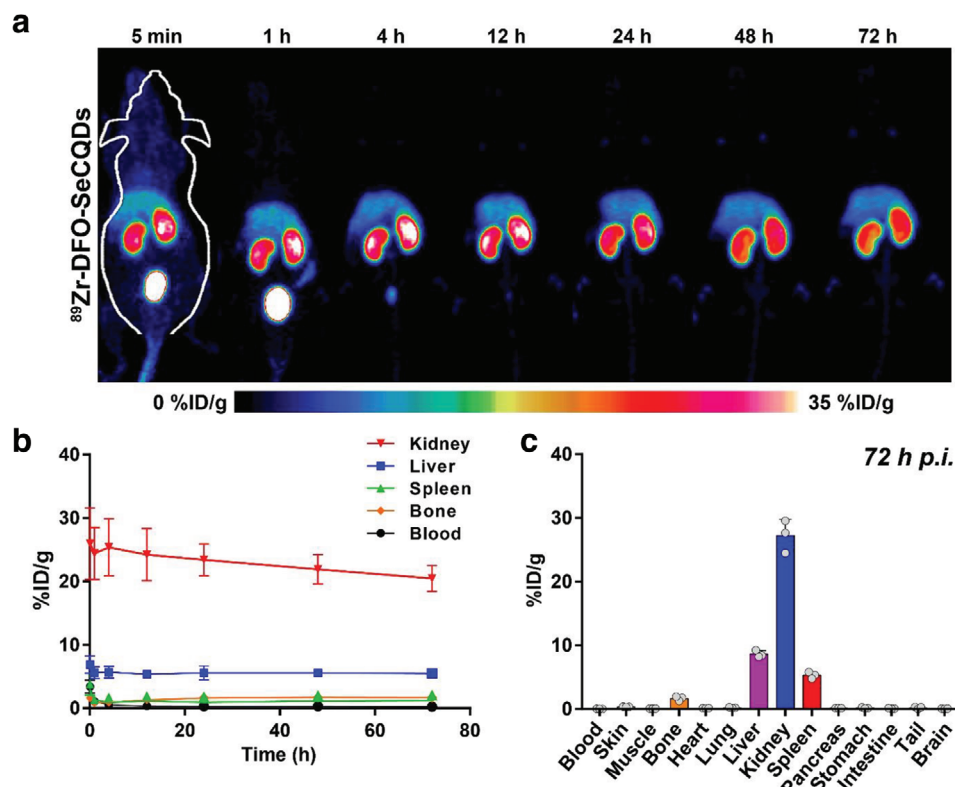 a
5 min 1 h 4 h 12 h 24 h 48 h 72 h
⁸⁹Zr-DFO-SeCQDs
0 %ID/g 35 %ID/g
b
Kidney
Liver
Spleen
Bone
Blood
%ID/g
40
30
20
10
0
0 20 40 60 80
Time (h)
c
72 h p.i.
%ID/g
40
30
20
10
0
Blood
Skin
Muscle
Bone
Heart
Lung
Liver
Kidney
Spleen
Pancreas
Stomach
Intestine
Tail
Brain